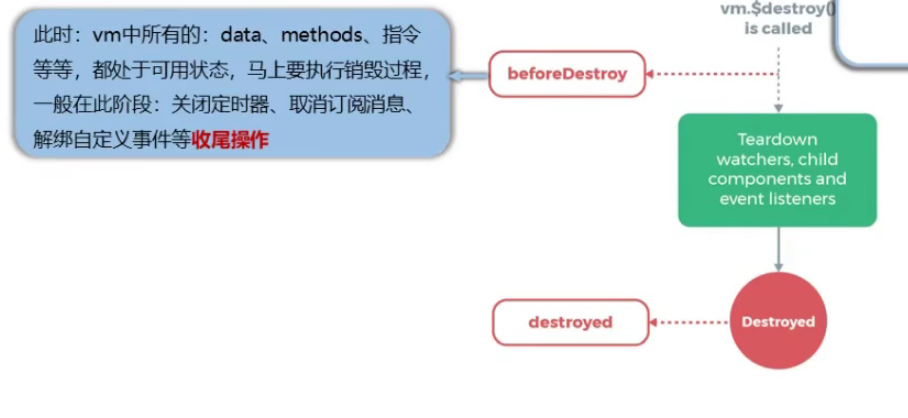 vm.$destroy()
is called
此时：vm中所有的：data、methods、指令
等等，都处于可用状态，马上要执行销毁过程，
一般在此阶段：关闭定时器、取消订阅消息、
解绑自定义事件等收尾操作
beforeDestroy
Teardown
watchers, child
components and
event listeners
destroyed
Destroyed